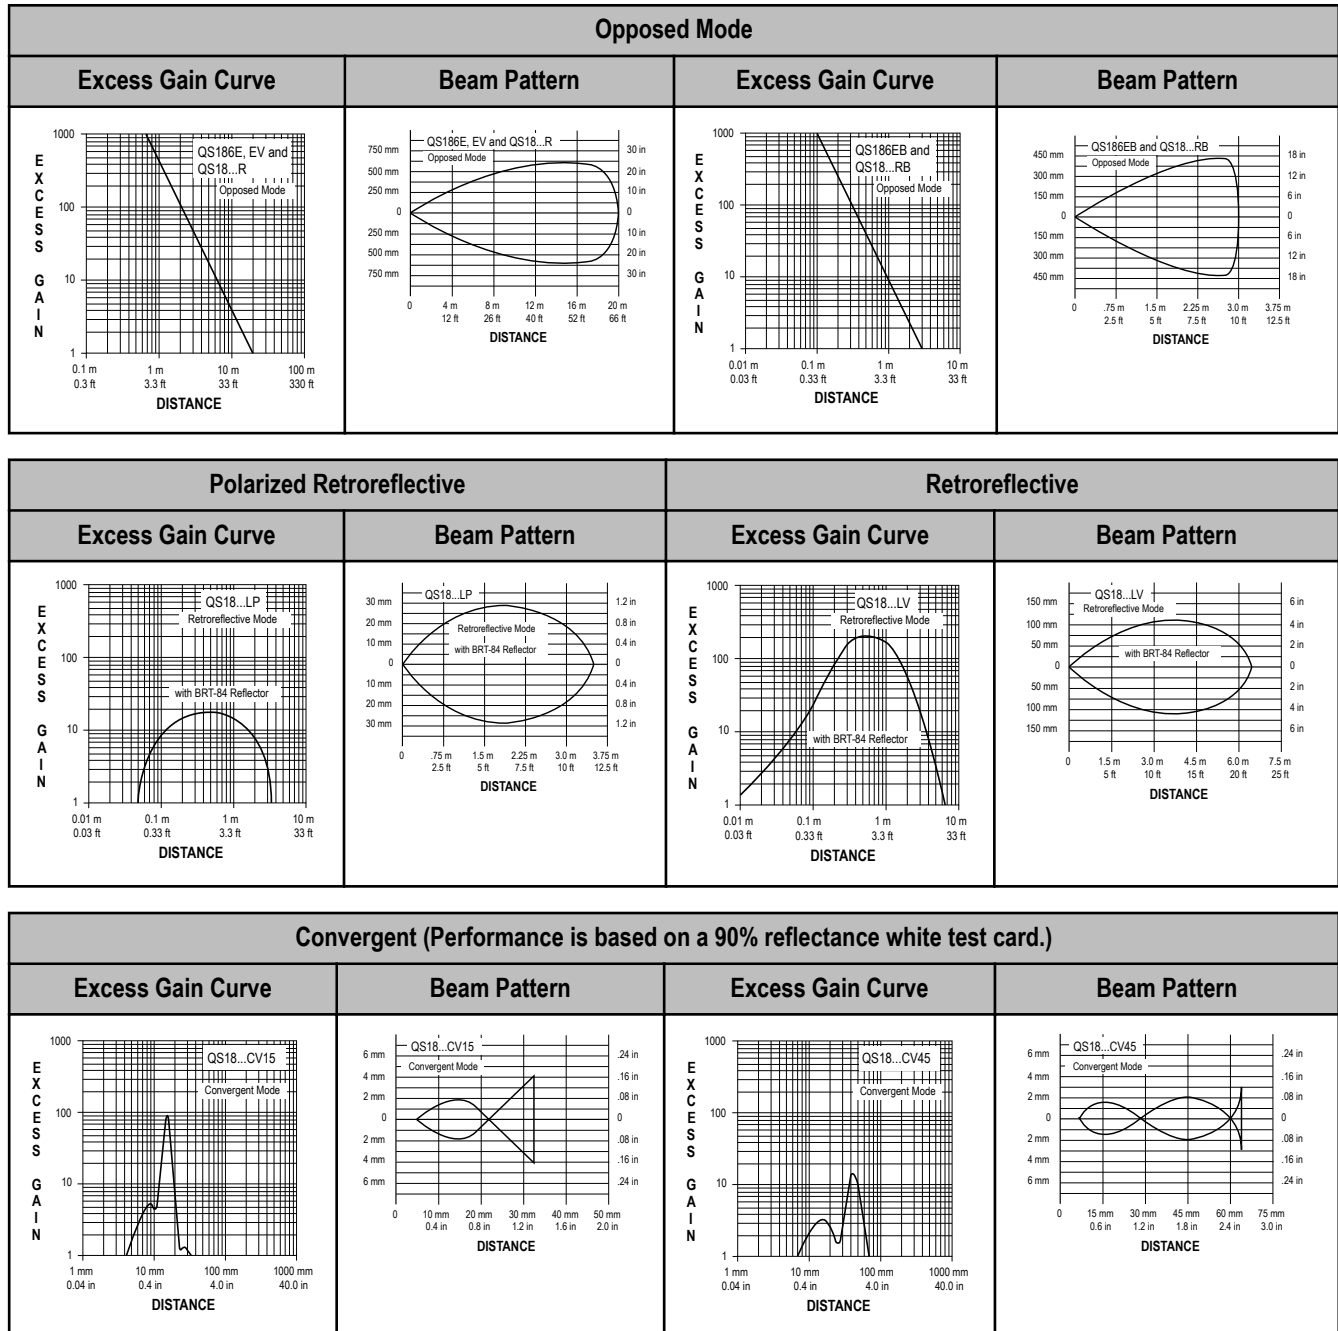 Opposed Mode
Excess Gain Curve
Beam Pattern
Excess Gain Curve
Beam Pattern
EXCESS GAIN
1000
100
10
1
QS186E, EV and
QS18...R
Opposed Mode
0.1 m 1 m 10 m 100 m
0.3 ft 3.3 ft 33 ft 330 ft
DISTANCE
QS186E, EV and QS18...R
Opposed Mode
750 mm 30 in
500 mm 20 in
250 mm 10 in
0 0
250 mm 10 in
500 mm 20 in
750 mm 30 in
0 4 m 8 m 12 m 16 m 20 m
12 ft 26 ft 40 ft 52 ft 66 ft
DISTANCE
EXCESS GAIN
1000
100
10
1
QS186EB and
QS18...RB
Opposed Mode
0.01 m 0.1 m 1 m 10 m
0.03 ft 0.33 ft 3.3 ft 33 ft
DISTANCE
QS186EB and QS18...RB
Opposed Mode
450 mm 18 in
300 mm 12 in
150 mm 6 in
0 0
150 mm 6 in
300 mm 12 in
450 mm 18 in
0 .75 m 1.5 m 2.25 m 3.0 m 3.75 m
2.5 ft 5 ft 7.5 ft 10 ft 12.5 ft
DISTANCE
Polarized Retroreflective
Retroreflective
Excess Gain Curve
Beam Pattern
Excess Gain Curve
Beam Pattern
EXCESS GAIN
1000
100
10
1
QS18...LP
Retroreflective Mode
with BRT-84 Reflector
0.01 m 0.1 m 1 m 10 m
0.03 ft 0.33 ft 3.3 ft 33 ft
DISTANCE
QS18...LP
Retroreflective Mode
with BRT-84 Reflector
30 mm 1.2 in
20 mm 0.8 in
10 mm 0.4 in
0 0
10 mm 0.4 in
20 mm 0.8 in
30 mm 1.2 in
0 .75 m 1.5 m 2.25 m 3.0 m 3.75 m
2.5 ft 5 ft 7.5 ft 10 ft 12.5 ft
DISTANCE
EXCESS GAIN
1000
100
10
1
QS18...LV
Retroreflective Mode
with BRT-84 Reflector
0.01 m 0.1 m 1 m 10 m
0.03 ft 0.33 ft 3.3 ft 33 ft
DISTANCE
QS18...LV
Retroreflective Mode
with BRT-84 Reflector
150 mm 6 in
100 mm 4 in
50 mm 2 in
0 0
50 mm 2 in
100 mm 4 in
150 mm 6 in
0 1.5 m 3.0 m 4.5 m 6.0 m 7.5 m
5 ft 10 ft 15 ft 20 ft 25 ft
DISTANCE
Convergent (Performance is based on a 90% reflectance white test card.)
Excess Gain Curve
Beam Pattern
Excess Gain Curve
Beam Pattern
EXCESS GAIN
1000
100
10
1
QS18...CV15
Convergent Mode
1 mm 10 mm 100 mm 1000 mm
0.04 in 0.4 in 4.0 in 40.0 in
DISTANCE
QS18...CV15
Convergent Mode
6 mm .24 in
4 mm .16 in
2 mm .08 in
0 0
2 mm .08 in
4 mm .16 in
6 mm .24 in
0 10 mm 20 mm 30 mm 40 mm 50 mm
0.4 in 0.8 in 1.2 in 1.6 in 2.0 in
DISTANCE
EXCESS GAIN
1000
100
10
1
QS18...CV45
Convergent Mode
1 mm 10 mm 100 mm 1000 mm
0.04 in 0.4 in 4.0 in 40.0 in
DISTANCE
QS18...CV45
Convergent Mode
6 mm .24 in
4 mm .16 in
2 mm .08 in
0 0
2 mm .08 in
4 mm .16 in
6 mm .24 in
0 15 mm 30 mm 45 mm 60 mm 75 mm
0.6 in 1.2 in 1.8 in 2.4 in 3.0 in
DISTANCE